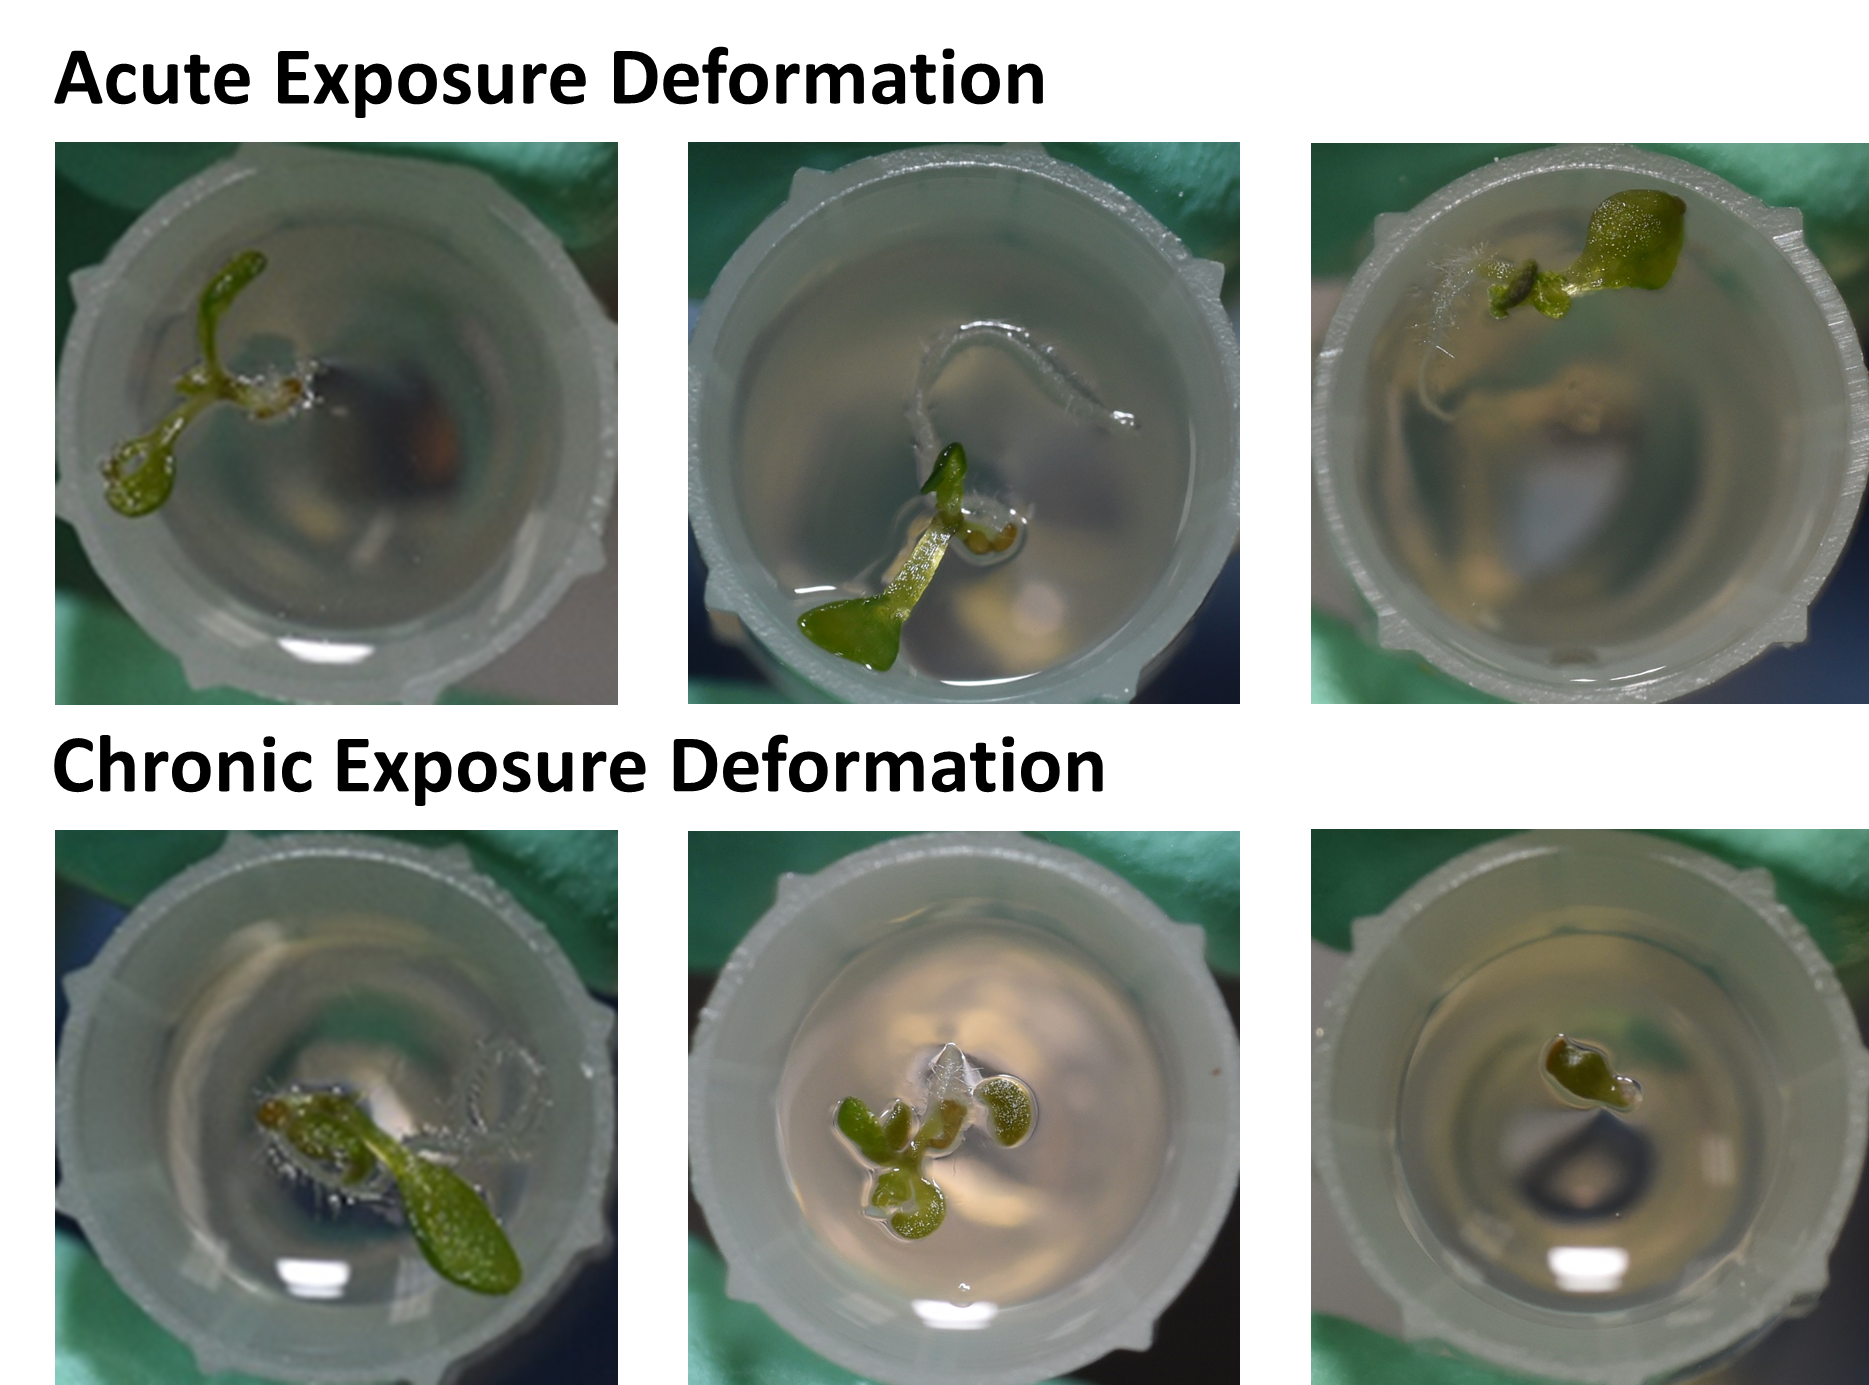 Acute Exposure Deformation
Chronic Exposure Deformation